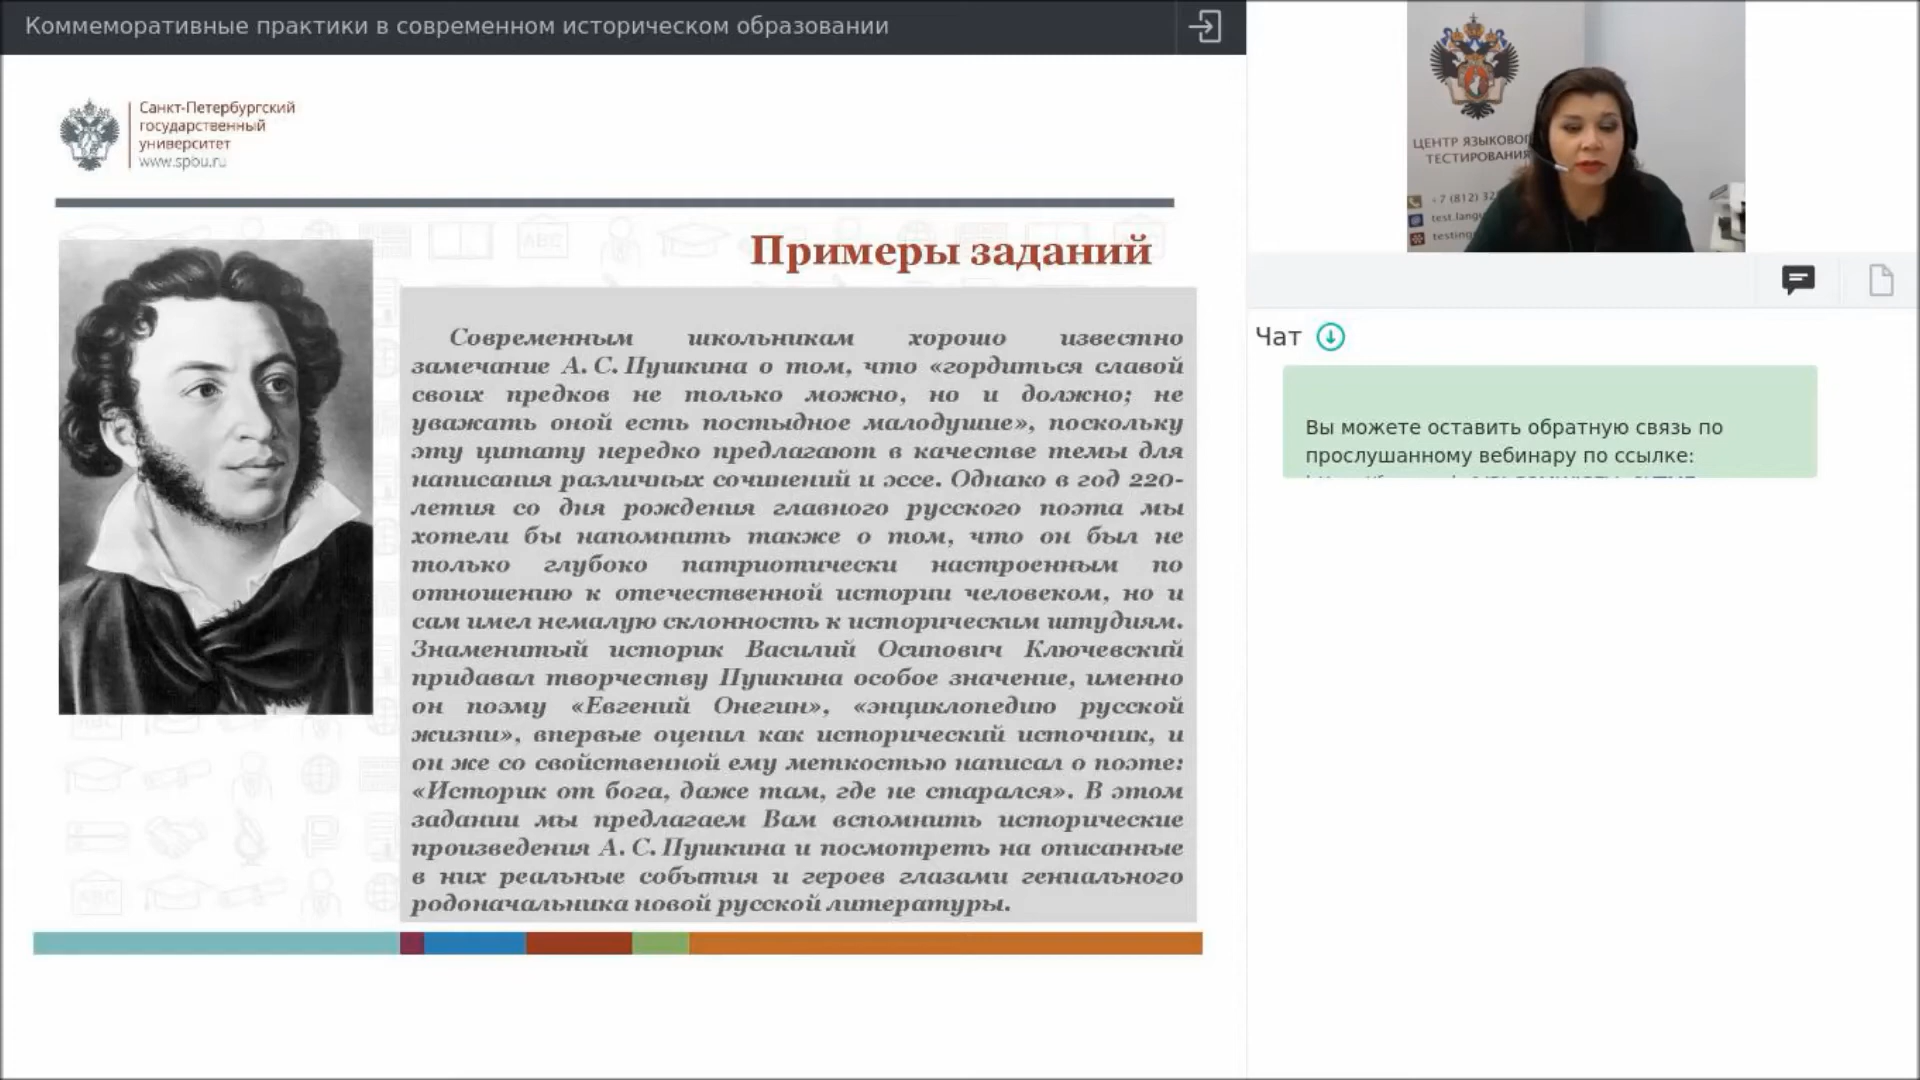 Коммеморативные практики в современном историческом образовании
Санкт-Петербургский
государственный
университет
www.spbu.ru
Примеры заданий
Современным школьникам хорошо известно
замечание А. С. Пушкина о том, что «гордиться славой
своих предков не только можно, но и должно; не
уважать оной есть постыдное малодушие», поскольку
эту цитату нередко предлагают в качестве темы для
написания различных сочинений и эссе. Однако в год 220-
летия со дня рождения главного русского поэта мы
хотели бы напомнить также о том, что он был не
только глубоко патриотически настроенным по
отношению к отечественной истории человеком, но и
сам имел немалую склонность к историческим штудиям.
Знаменитый историк Василий Осипович Ключевский
придавал творчеству Пушкина особое значение, именно
он поэму «Евгений Онегин», «энциклопедию русской
жизни», впервые оценил как исторический источник, и
он же со свойственной ему меткостью написал о поэте:
«Историк от бога, даже там, где не старался». В этом
задании мы предлагаем Вам вспомнить исторические
произведения А. С. Пушкина и посмотреть на описанные
в них реальные события и героев глазами гениального
родоначальника новой русской литературы.
ЦЕНТР ЯЗЫКОВОГ
ТЕСТИРОВАНИЯ
+7 (812) 32
test.langu
testing
Чат
Вы можете оставить обратную связь по
прослушанному вебинару по ссылке: